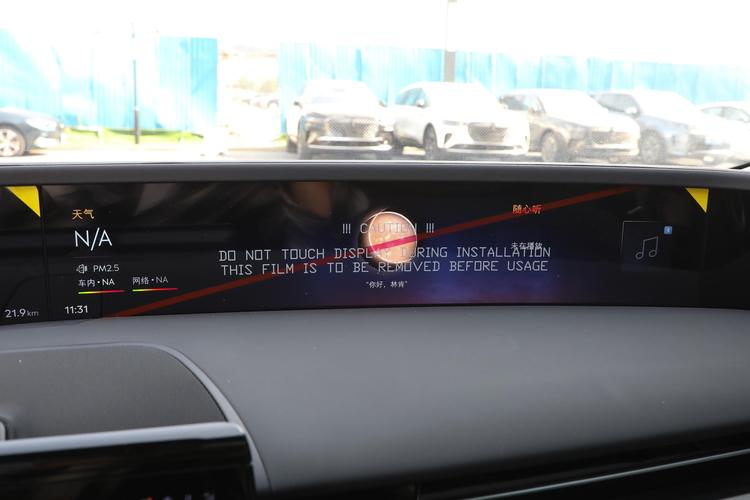 天气
N/A
PM2.5
车内·NA 网络·NA
21.9km 11:31
!!! CAUTION !!!
DO NOT TOUCH DISPLAY DURING INSTALLATION
THIS FILM IS TO BE REMOVED BEFORE USAGE
"你好，林肯"
随心听
未在播放